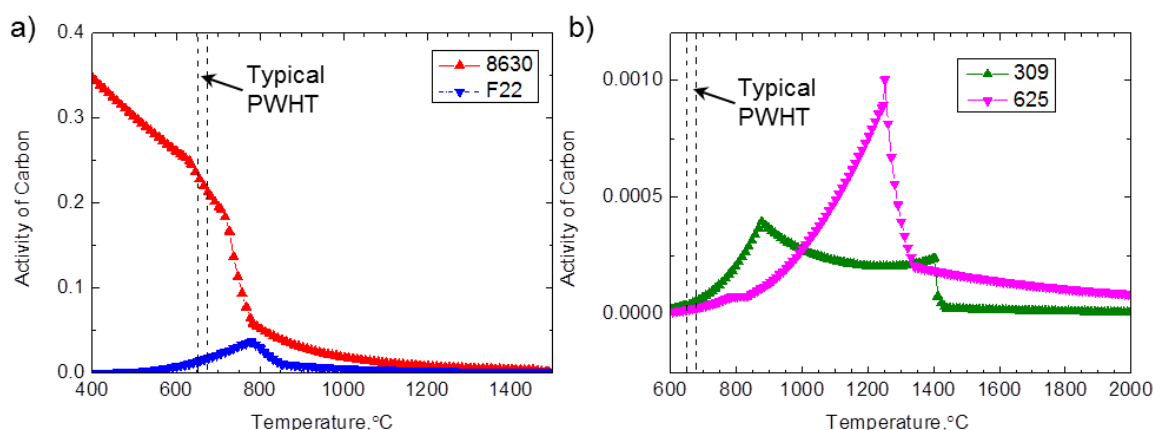 a)
0.4
0.3
0.2
0.1
0.0
Activity of Carbon
Typical
PWHT
8630
F22
400 600 800 1000 1200 1400
Temperature,°C
b)
0.0010
0.0005
0.0000
Activity of Carbon
Typical
PWHT
309
625
600 800 1000 1200 1400 1600 1800 2000
Temperature,°C